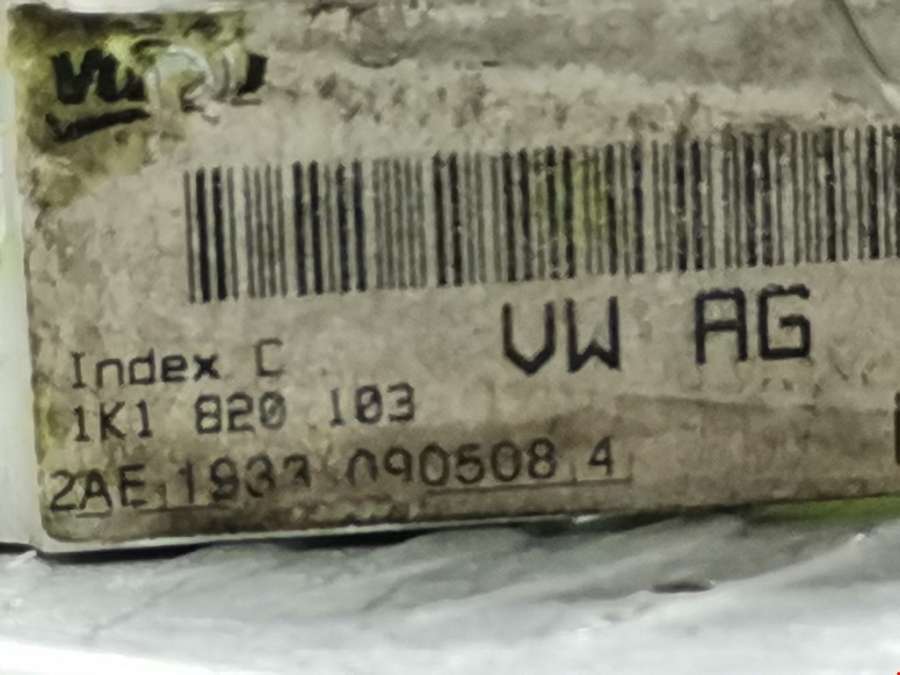 VW AG
Index C
1K1 820 103
2AE 1933 090508 4